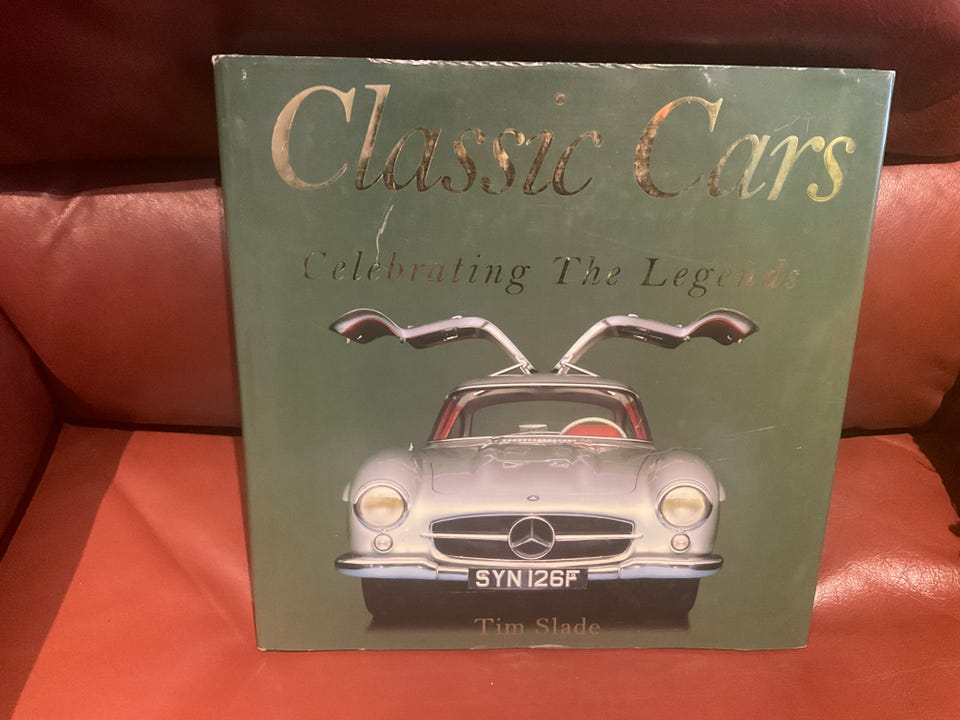 Classic Cars
Celebrating The Legends
SYN 126F
Tim Slade